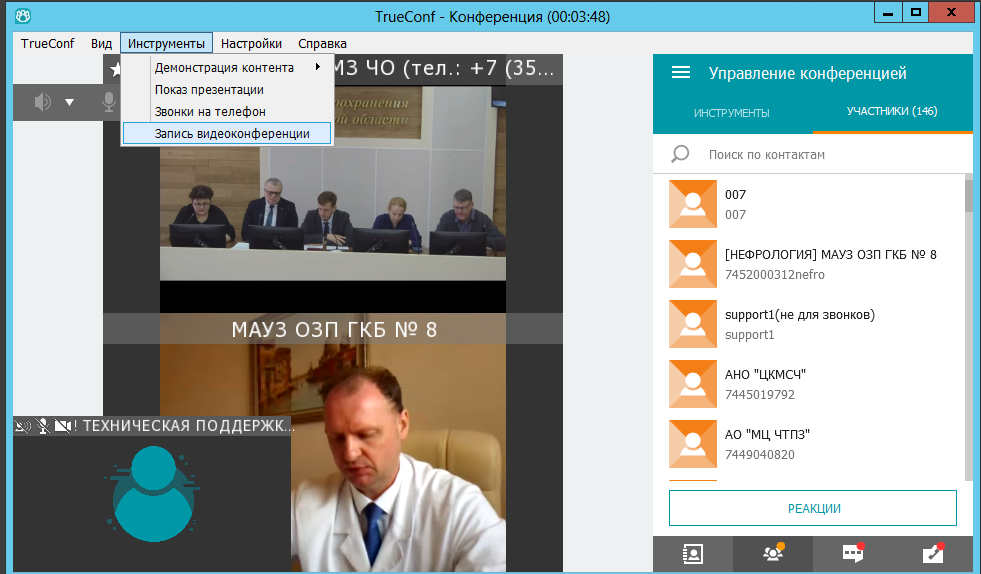 TrueConf - Конференция (00:03:48)
TrueConf Вид Инструменты Настройки Справка
Демонстрация контента
Показ презентации
Звонки на телефон
Запись видеоконференции
МЗ ЧО (тел.: +7 (35...
МАУЗ ОЗП ГКБ № 8
! ТЕХНИЧЕСКАЯ ПОДДЕРЖК...
Управление конференцией
ИНСТРУМЕНТЫ УЧАСТНИКИ (146)
Поиск по контактам
007
007
[НЕФРОЛОГИЯ] МАУЗ ОЗП ГКБ № 8
7452000312nefro
support1(не для звонков)
support1
АНО "ЦКМСЧ"
7445019792
АО "МЦ ЧТПЗ"
7449040820
РЕАКЦИИ